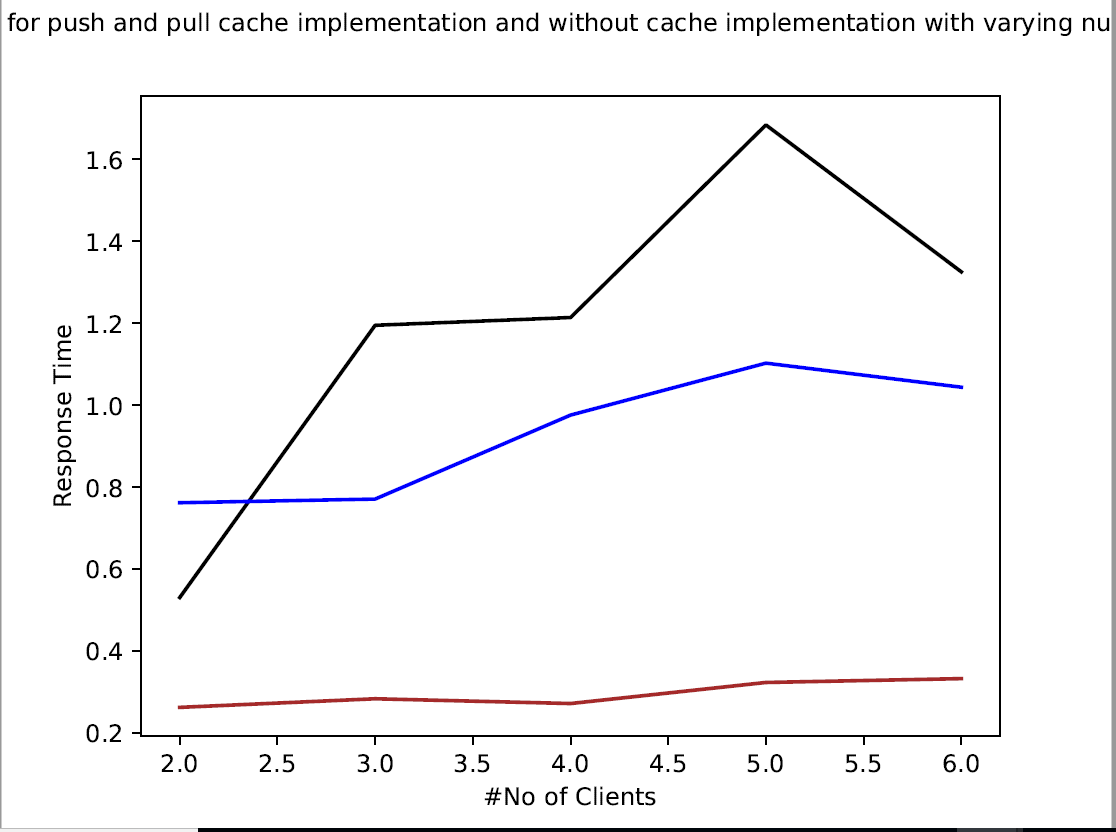 for push and pull cache implementation and without cache implementation with varying nu
1.6
1.4
1.2
1.0
0.8
0.6
0.4
0.2
Response Time
2.0 2.5 3.0 3.5 4.0 4.5 5.0 5.5 6.0
#No of Clients